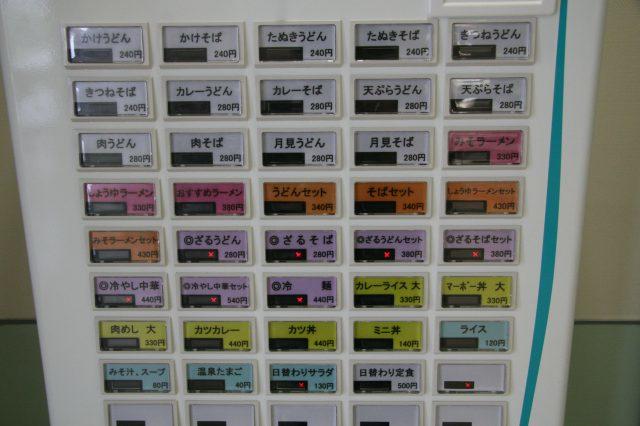 かけうどん 240円
かけそば 240円
たぬきうどん 240円
たぬきそば 240円
きつねうどん 240円
きつねそば 240円
カレーうどん 280円
カレーそば 280円
天ぷらうどん 280円
天ぷらそば 280円
肉うどん 280円
肉そば 280円
月見うどん 280円
月見そば 280円
みそラーメン 330円
しょうゆラーメン 330円
おすすめラーメン 380円
うどんセット 340円
そばセット 340円
しょうゆラーメンセット 430円
みそラーメンセット 430円
◎ざるうどん 280円
◎ざるそば 280円
◎ざるうどんセット 380円
◎ざるそばセット 380円
◎冷やし中華 440円
◎冷やし中華セット 540円
◎冷 麺 440円
カレーライス 大 330円
マーボー丼 大 330円
肉めし 大 330円
カツカレー 440円
カツ丼 440円
ミニ丼 140円
ライス 120円
みそ汁、スープ 80円
温泉たまご 40円
日替わりサラダ 130円
日替わり定食 500円